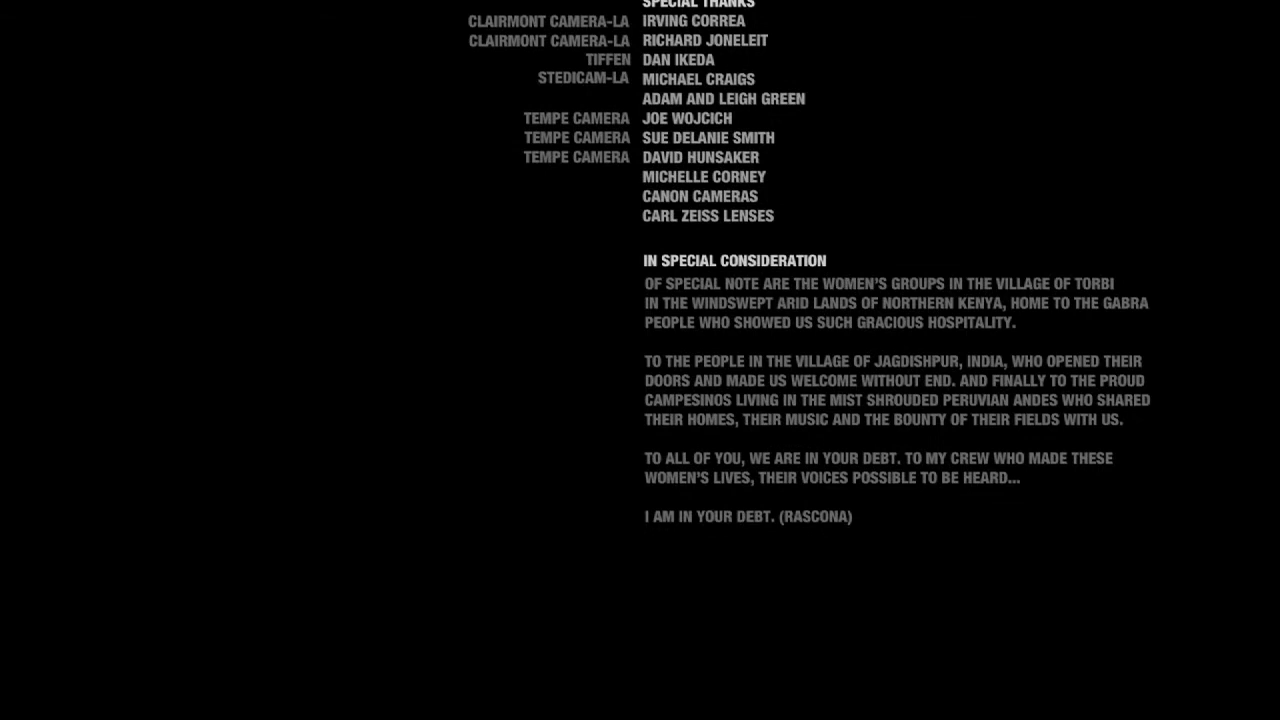 SPECIAL THANKS
CLAIRMONT CAMERA-LA IRVING CORREA
CLAIRMONT CAMERA-LA RICHARD JONELEIT
TIFFEN DAN IKEDA
STEDICAM-LA MICHAEL CRAIGS
ADAM AND LEIGH GREEN
TEMPE CAMERA JOE WOJCICH
TEMPE CAMERA SUE DELANIE SMITH
TEMPE CAMERA DAVID HUNSAKER
MICHELLE CORNEY
CANON CAMERAS
CARL ZEISS LENSES
IN SPECIAL CONSIDERATION
OF SPECIAL NOTE ARE THE WOMEN'S GROUPS IN THE VILLAGE OF TORBI
IN THE WINDSWEPT ARID LANDS OF NORTHERN KENYA, HOME TO THE GABRA
PEOPLE WHO SHOWED US SUCH GRACIOUS HOSPITALITY.
TO THE PEOPLE IN THE VILLAGE OF JAGDISHPUR, INDIA, WHO OPENED THEIR
DOORS AND MADE US WELCOME WITHOUT END. AND FINALLY TO THE PROUD
CAMPESINOS LIVING IN THE MIST SHROUDED PERUVIAN ANDES WHO SHARED
THEIR HOMES, THEIR MUSIC AND THE BOUNTY OF THEIR FIELDS WITH US.
TO ALL OF YOU, WE ARE IN YOUR DEBT. TO MY CREW WHO MADE THESE
WOMEN'S LIVES, THEIR VOICES POSSIBLE TO BE HEARD...
I AM IN YOUR DEBT. (RASCONA)